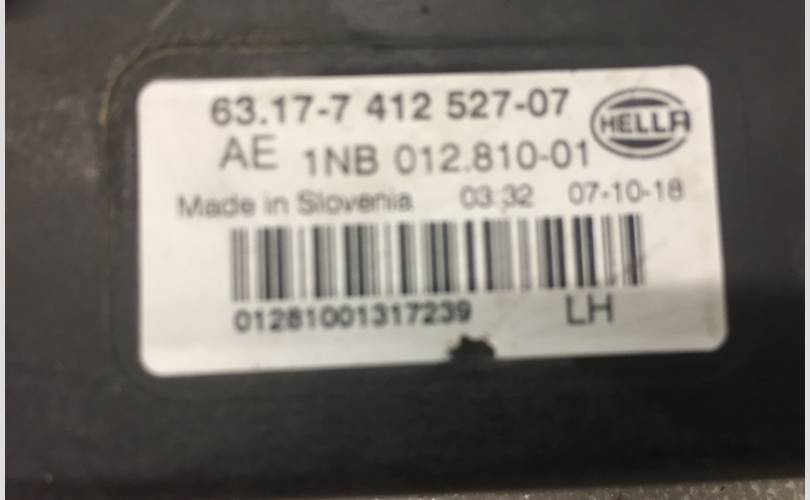 63.17-7 412 527-07
HELLA
AE 1NB 012.810-01
Made in Slovenia 03:32 07-10-18
01281001317239 LH